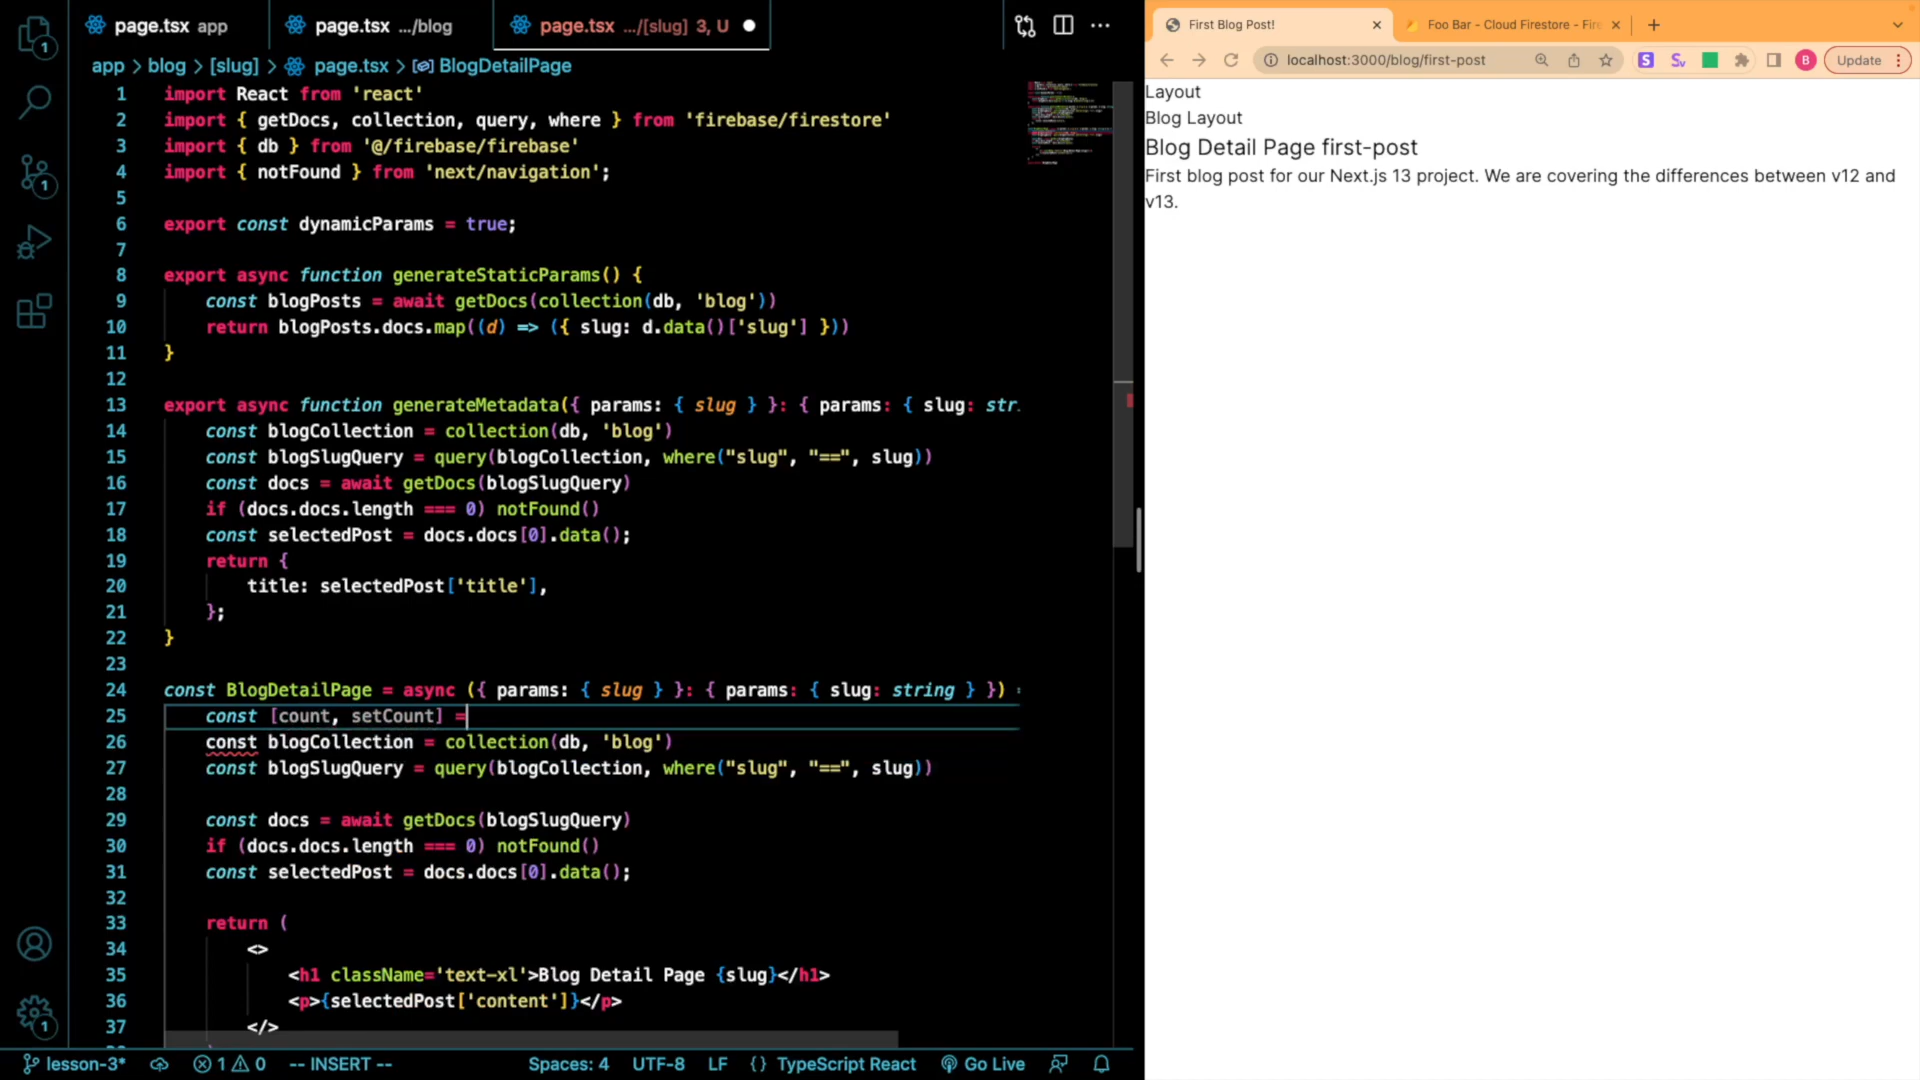 page.tsx app
page.tsx .../blog
page.tsx .../[slug] 3, U
app > blog > [slug] > page.tsx > BlogDetailPage
1 import React from 'react'
2 import { getDocs, collection, query, where } from 'firebase/firestore'
3 import { db } from '@/firebase/firebase'
4 import { notFound } from 'next/navigation';
5
6 export const dynamicParams = true;
7
8 export async function generateStaticParams() {
9 const blogPosts = await getDocs(collection(db, 'blog'))
10 return blogPosts.docs.map((d) => ({ slug: d.data()['slug'] }))
11 }
12
13 export async function generateMetadata({ params: { slug } }: { params: { slug: str.
14 const blogCollection = collection(db, 'blog')
15 const blogSlugQuery = query(blogCollection, where("slug", "==", slug))
16 const docs = await getDocs(blogSlugQuery)
17 if (docs.docs.length === 0) notFound()
18 const selectedPost = docs.docs[0].data();
19 return {
20 title: selectedPost['title'],
21 };
22 }
23
24 const BlogDetailPage = async ({ params: { slug } }: { params: { slug: string } }) =
25 const [count, setCount] =
26 const blogCollection = collection(db, 'blog')
27 const blogSlugQuery = query(blogCollection, where("slug", "==", slug))
28
29 const docs = await getDocs(blogSlugQuery)
30 if (docs.docs.length === 0) notFound()
31 const selectedPost = docs.docs[0].data();
32
33 return (
34 <>
35 <h1 className='text-xl'>Blog Detail Page {slug}</h1>
36 <p>{selectedPost['content']}</p>
37 </>
1
1
1
lesson-3*
1 0
-- INSERT --
Spaces: 4
UTF-8
LF
{} TypeScript React
Go Live
First Blog Post!
Foo Bar - Cloud Firestore - Fire
localhost:3000/blog/first-post
S
Sv
B
Update
Layout
Blog Layout
Blog Detail Page first-post
First blog post for our Next.js 13 project. We are covering the differences between v12 and
v13.